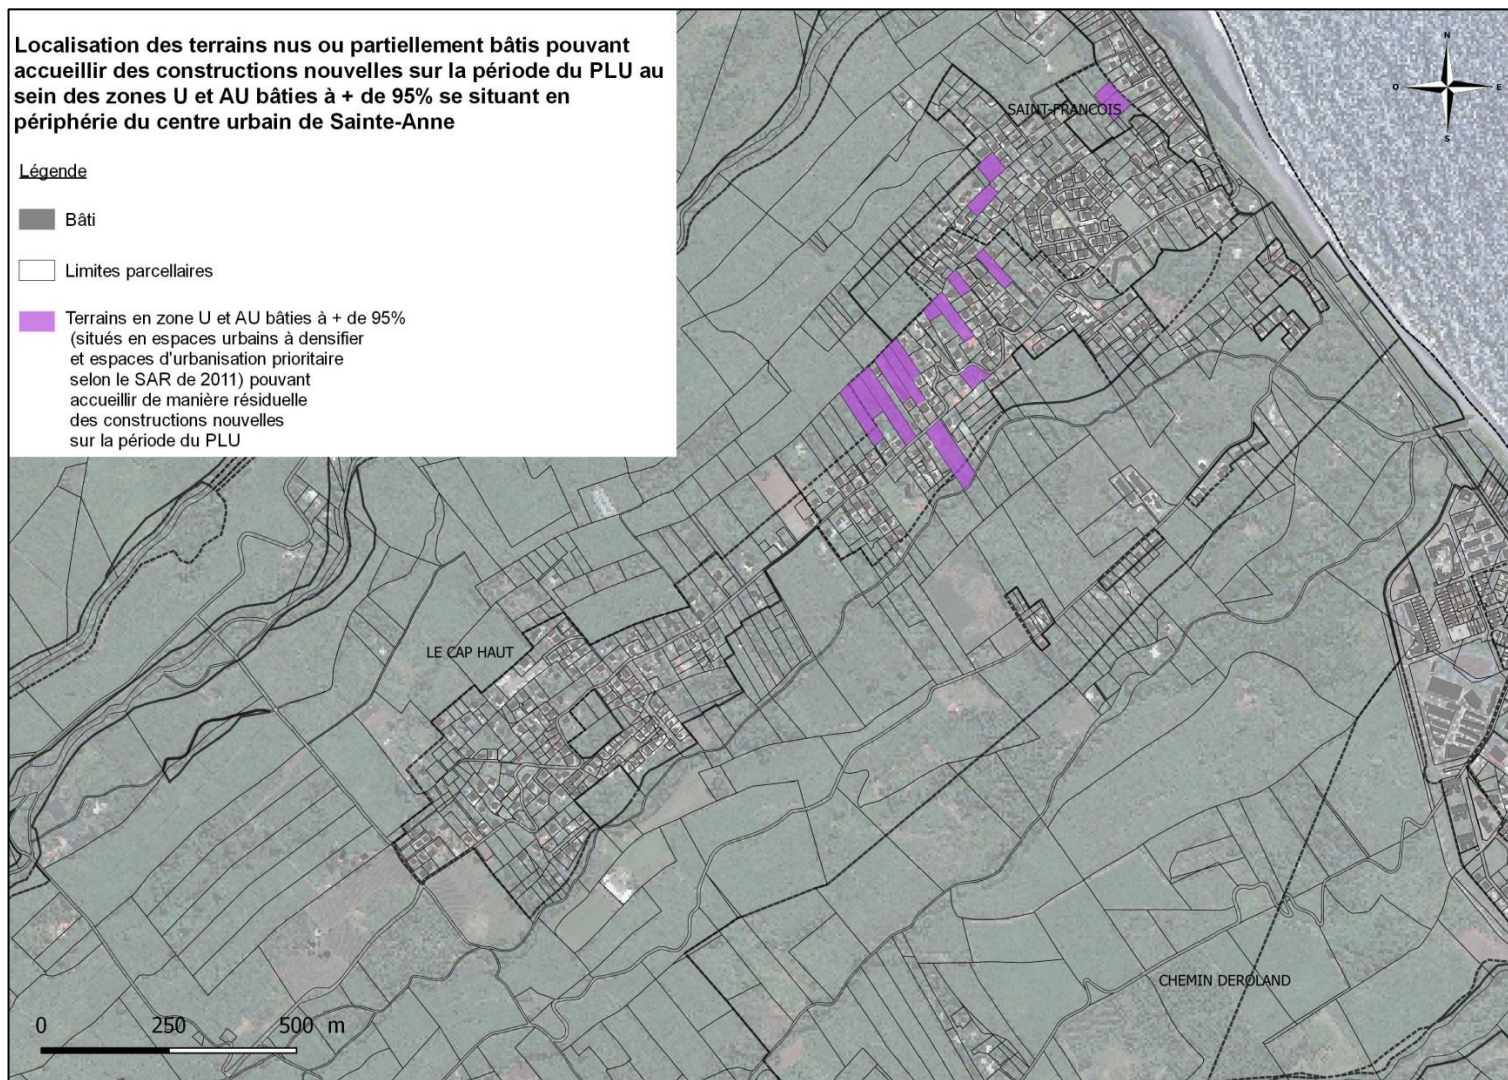 Localisation des terrains nus ou partiellement bâtis pouvant
accueillir des constructions nouvelles sur la période du PLU au
sein des zones U et AU bâties à + de 95% se situant en
périphérie du centre urbain de Sainte-Anne
Légende
Bâti
Limites parcellaires
Terrains en zone U et AU bâties à + de 95%
(situés en espaces urbains à densifier
et espaces d'urbanisation prioritaire
selon le SAR de 2011) pouvant
accueillir de manière résiduelle
des constructions nouvelles
sur la période du PLU
N
O
E
S
SAINT-FRANCOIS
LE CAP HAUT
CHEMIN DEROLAND
0 250 500 m